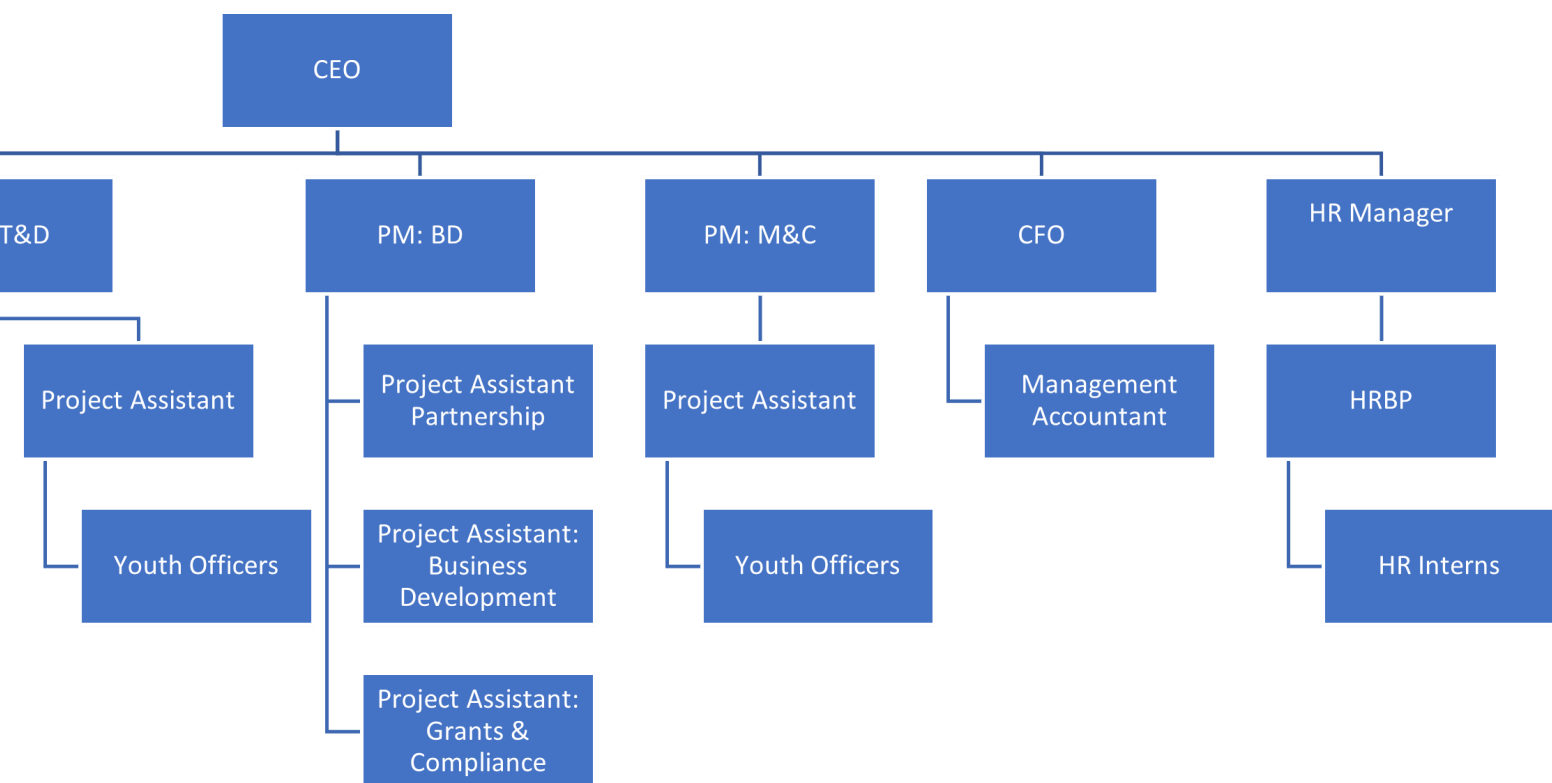 CEO
T&D
PM: BD
PM: M&C
CFO
HR Manager
Project Assistant
Project Assistant
Partnership
Project Assistant
Management
Accountant
HRBP
Youth Officers
Project Assistant:
Business
Development
Youth Officers
HR Interns
Project Assistant:
Grants &
Compliance